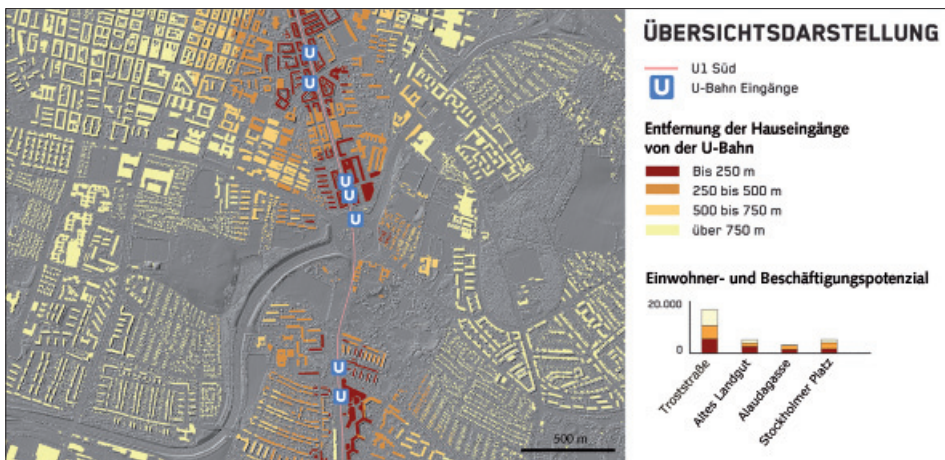 ÜBERSICHTSDARSTELLUNG
U1 Süd
U U-Bahn Eingänge
Entfernung der Hauseingänge
von der U-Bahn
Bis 250 m
250 bis 500 m
500 bis 750 m
über 750 m
Einwohner- und Beschäftigungspotenzial
20.000
0
Troststraße
Altes Landgut
Alaudagasse
Stockholmer Platz
U
U
U
U
U
U
U
500 m